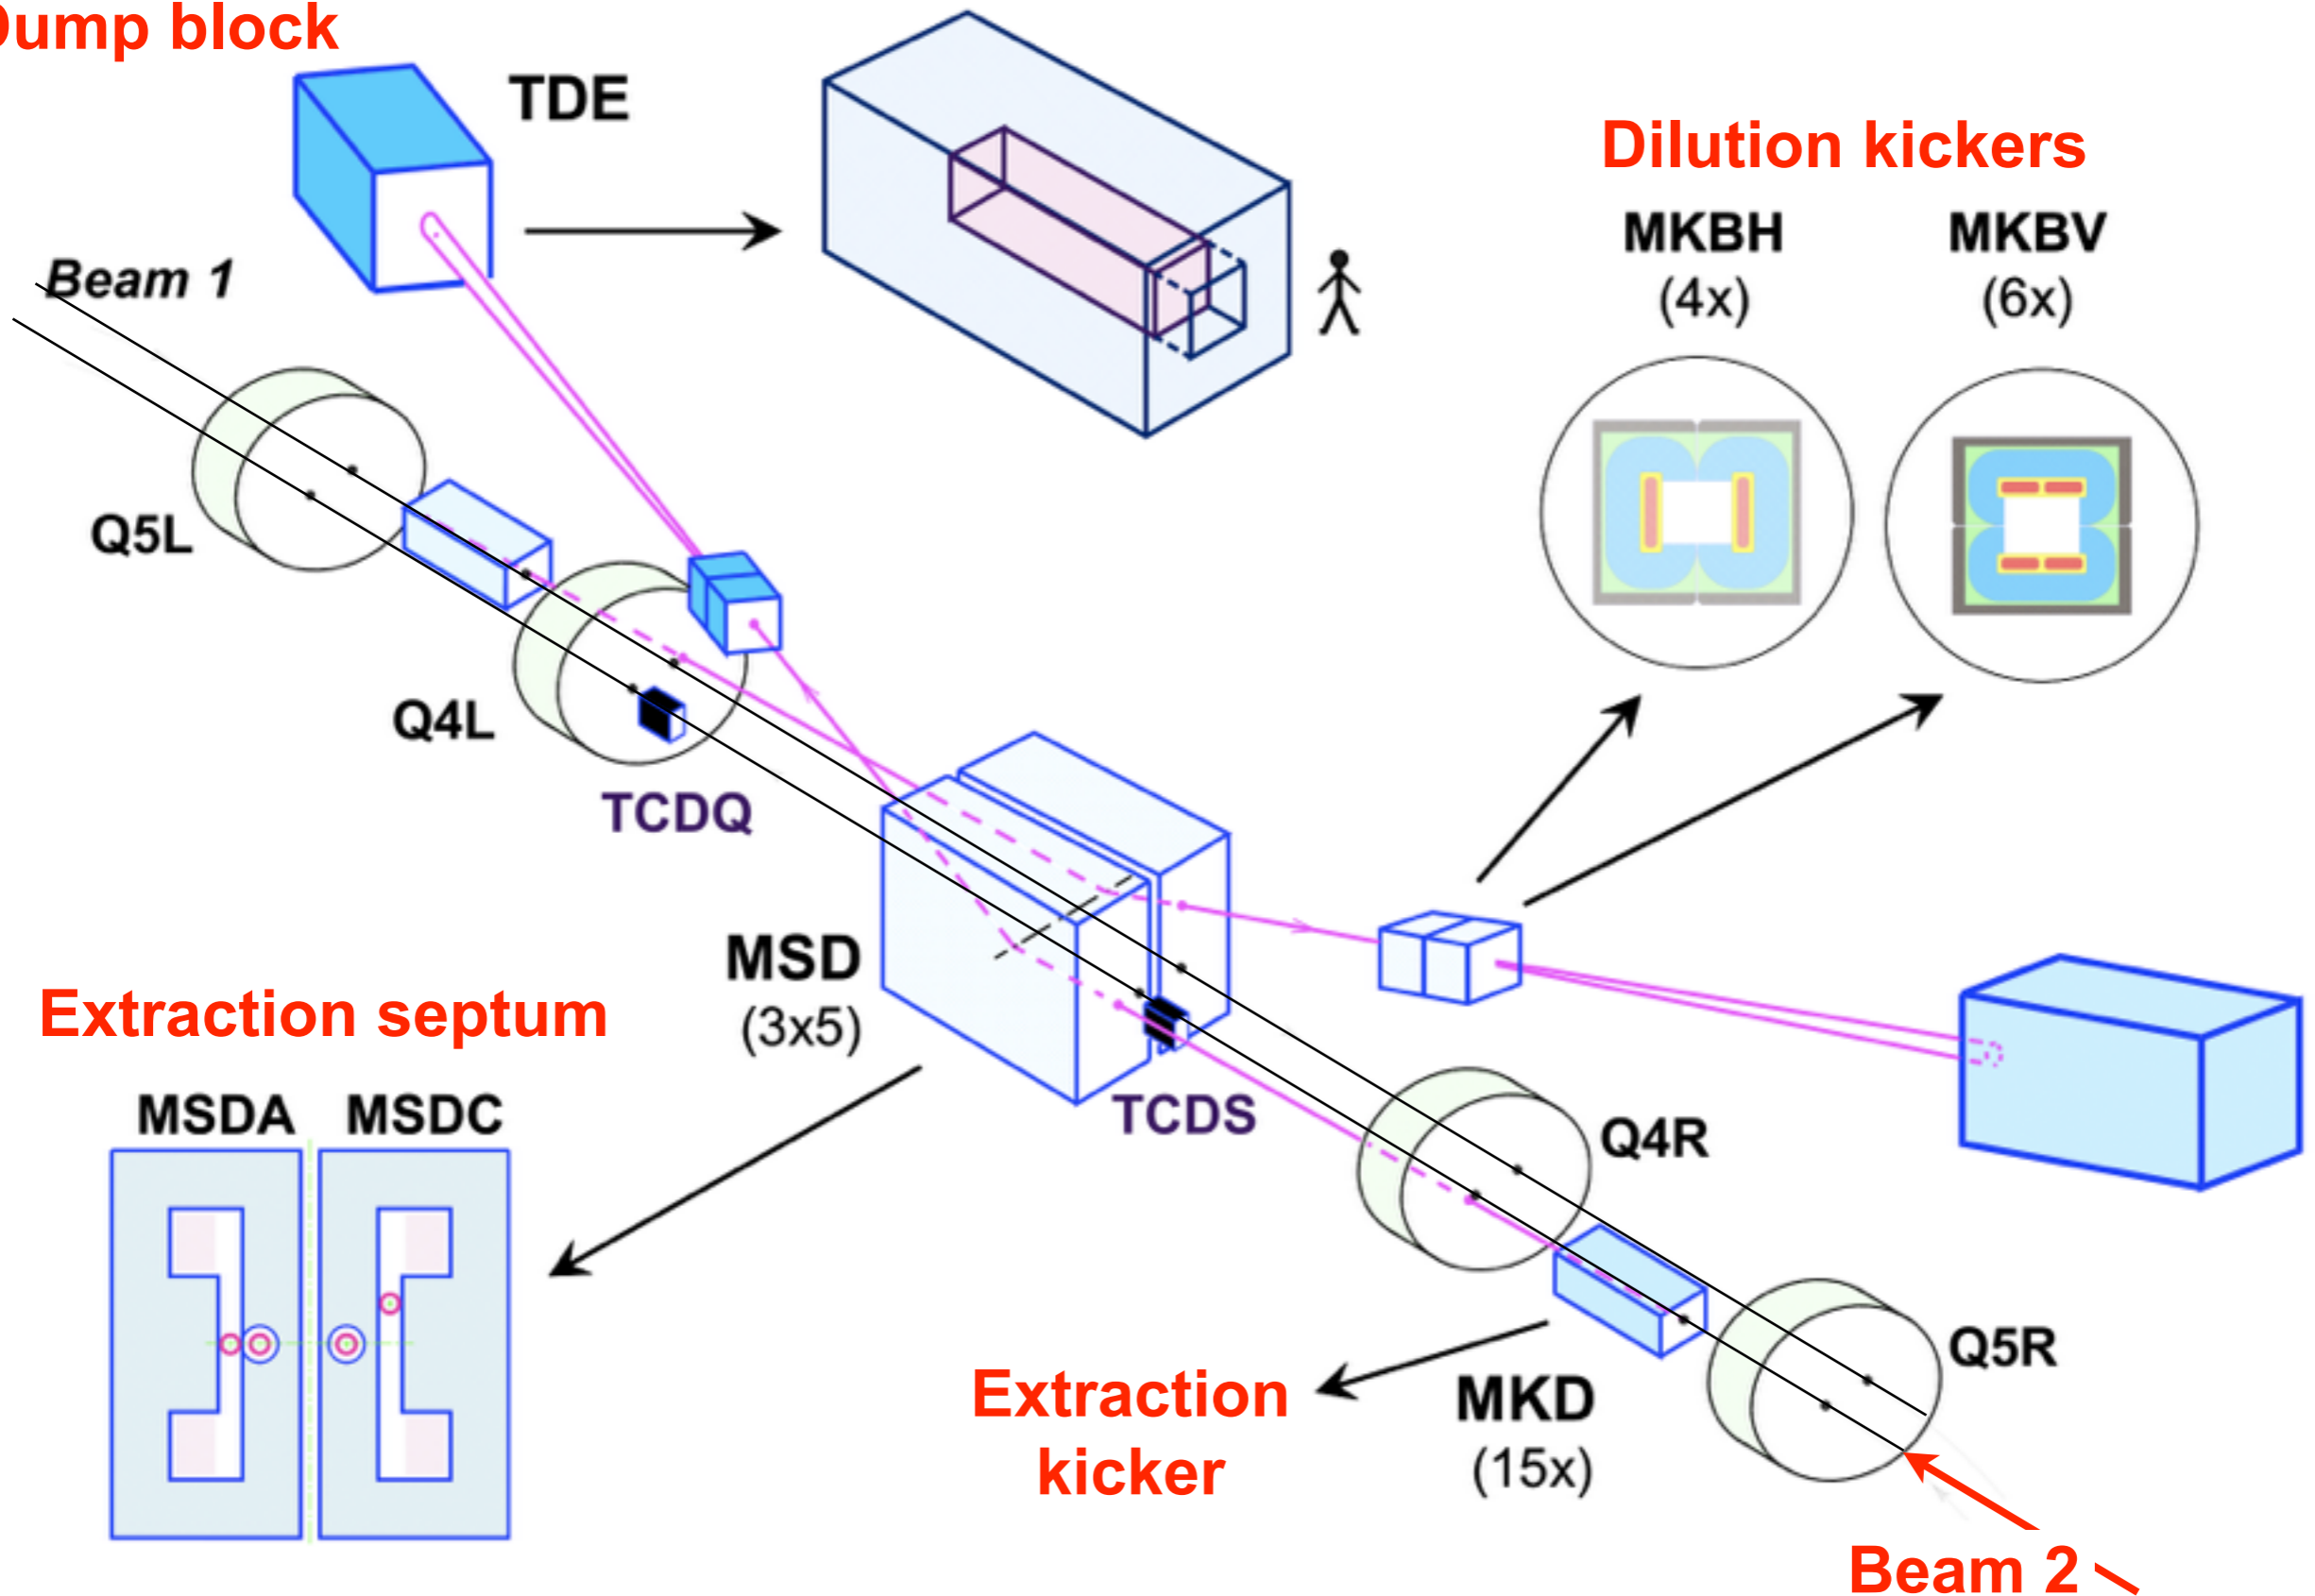 ump block
TDE
Dilution kickers
MKBH
(4x)
MKBV
(6x)
Beam 1
Q5L
Q4L
TCDQ
MSD
(3x5)
Extraction septum
MSDA
MSDC
TCDS
Q4R
Extraction
kicker
MKD
(15x)
Q5R
Beam 2